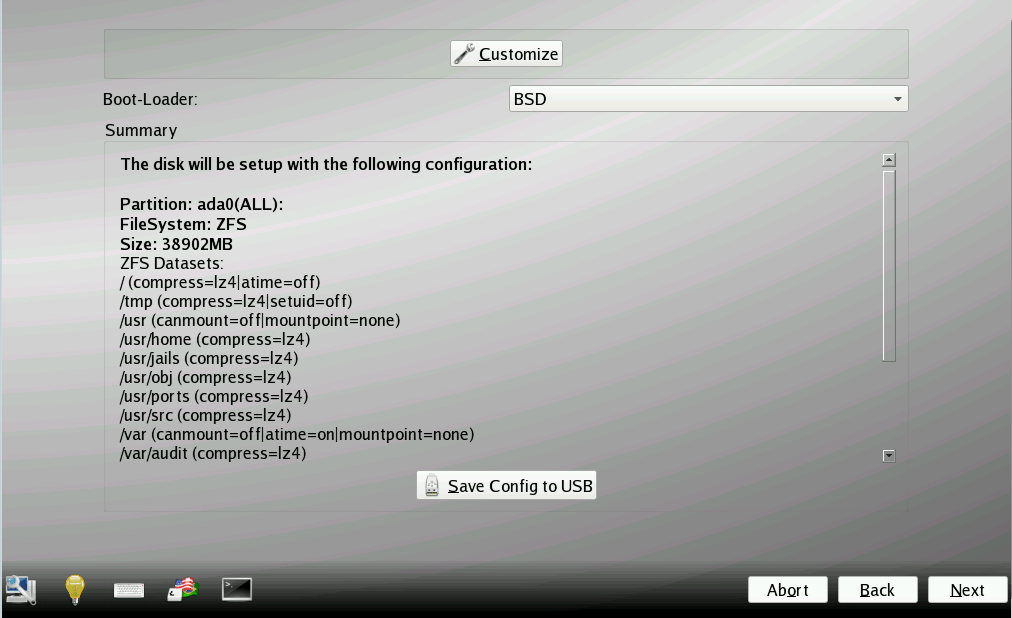 Customize
Boot-Loader:
BSD
Summary
The disk will be setup with the following configuration:
Partition: ada0(ALL):
FileSystem: ZFS
Size: 38902MB
ZFS Datasets:
/ (compress=lz4|atime=off)
/tmp (compress=lz4|setuid=off)
/usr (canmount=off|mountpoint=none)
/usr/home (compress=lz4)
/usr/jails (compress=lz4)
/usr/obj (compress=lz4)
/usr/ports (compress=lz4)
/usr/src (compress=lz4)
/var (canmount=off|atime=on|mountpoint=none)
/var/audit (compress=lz4)
Save Config to USB
Abort
Back
Next